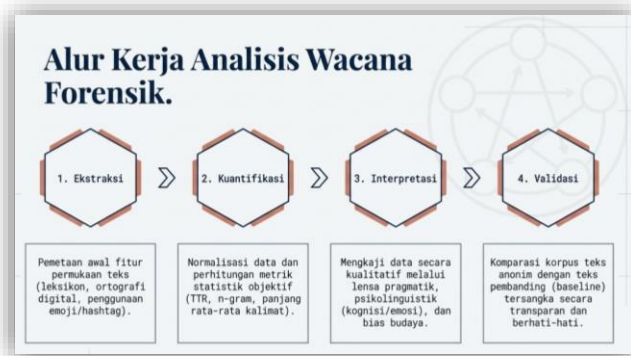 Alur Kerja Analisis Wacana
Forensik.
1. Ekstraksi
2. Kuantifikasi
3. Interpretasi
4. Validasi
Pemetaan awal fitur
permukaan teks
(leksikon, ortografi
digital, penggunaan
emoji/hashtag).
Normalisasi data dan
perhitungan metrik
statistik objektif
(TTR, n-gram, panjang
rata-rata kalimat).
Mengkaji data secara
kualitatif melalui
lensa pragmatik,
psikolinguistik
(kognisi/emosi), dan
bias budaya.
Komparasi korpus teks
anonim dengan teks
pembanding (baseline)
tersangka secara
transparan dan
berhati-hati.